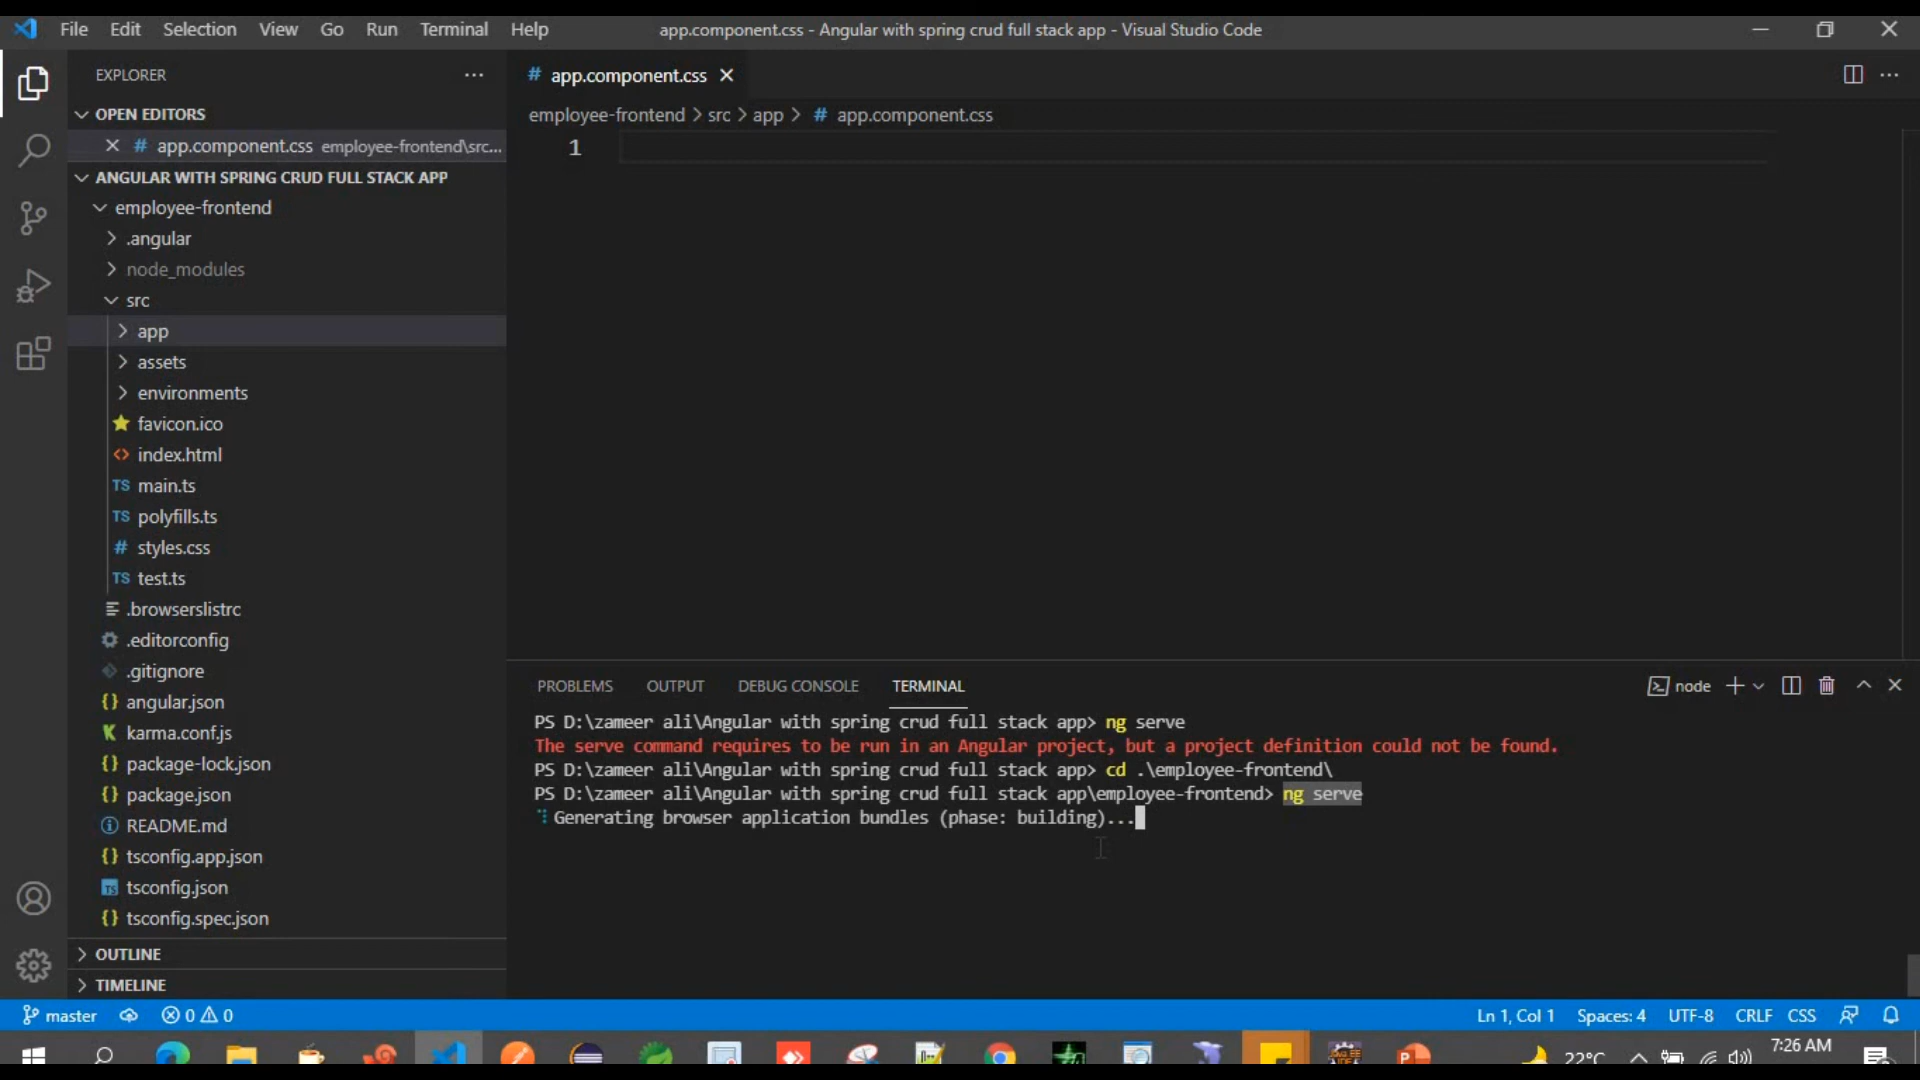 File Edit Selection View Go Run Terminal Help
app.component.css - Angular with spring crud full stack app - Visual Studio Code
EXPLORER
OPEN EDITORS
# app.component.css employee-frontend\src...
ANGULAR WITH SPRING CRUD FULL STACK APP
employee-frontend
.angular
node_modules
src
app
assets
environments
favicon.ico
<> index.html
TS main.ts
TS polyfills.ts
# styles.css
TS test.ts
.browserslistrc
.editorconfig
.gitignore
{} angular.json
K karma.conf.js
{} package-lock.json
{} package.json
README.md
{} tsconfig.app.json
TS tsconfig.json
{} tsconfig.spec.json
OUTLINE
TIMELINE
# app.component.css
employee-frontend > src > app > # app.component.css
1
PROBLEMS OUTPUT DEBUG CONSOLE TERMINAL
node
PS D:\zameer ali\Angular with spring crud full stack app> ng serve
The serve command requires to be run in an Angular project, but a project definition could not be found.
PS D:\zameer ali\Angular with spring crud full stack app> cd .\employee-frontend\
PS D:\zameer ali\Angular with spring crud full stack app\employee-frontend> ng serve
Generating browser application bundles (phase: building)...
master 0 0
Ln 1, Col 1 Spaces: 4 UTF-8 CRLF CSS
22°C
7:26 AM